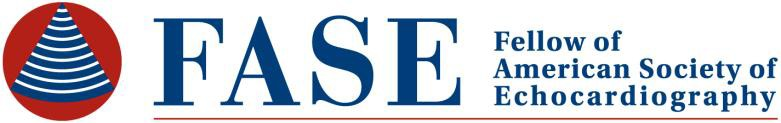 FASE
Fellow of
American Society of
Echocardiography